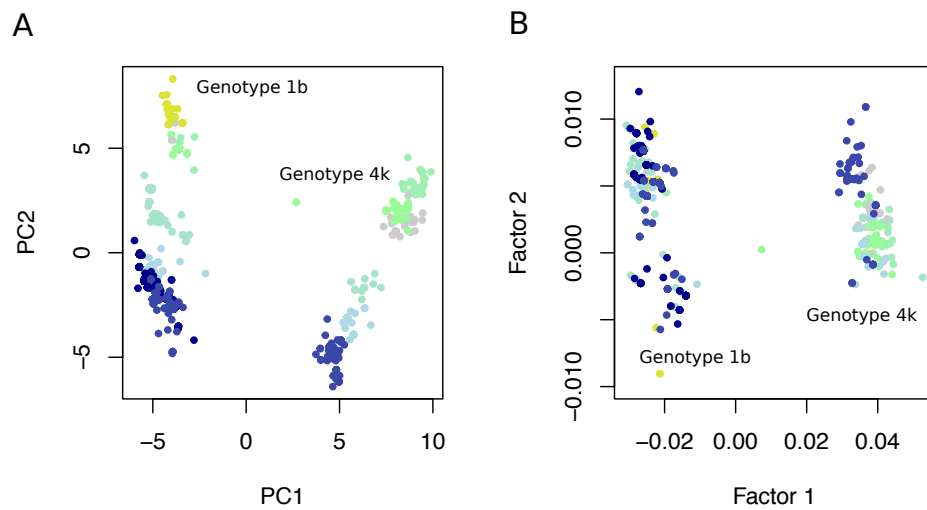 A
Genotype 1b
Genotype 4k
PC2
5
0
−5
−5
0
5
10
PC1
B
Genotype 4k
Genotype 1b
Factor 2
0.010
0.000
−0.010
−0.02
0.00
0.02
0.04
Factor 1